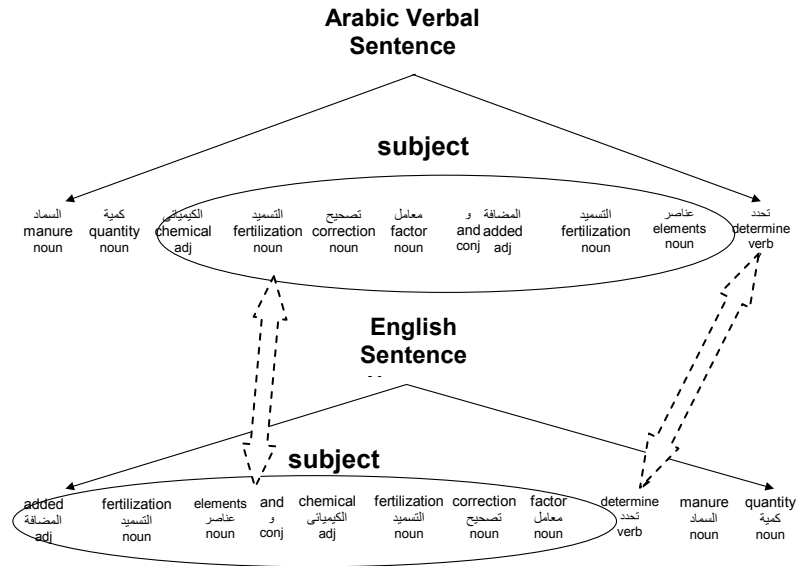 Arabic Verbal
Sentence
subject
السماد كمية الكيميائى التسميد تصحيح معامل و المضافة التسميد عناصر تحدد
manure quantity chemical fertilization correction factor and added fertilization elements determine
noun noun adj noun noun noun conj adj noun noun verb
English
Sentence
subject
added fertilization elements and chemical fertilization correction factor determine manure quantity
المضافة التسميد عناصر و الكيميائى التسميد تصحيح معامل تحدد السماد كمية
adj noun noun conj adj noun noun noun verb noun noun